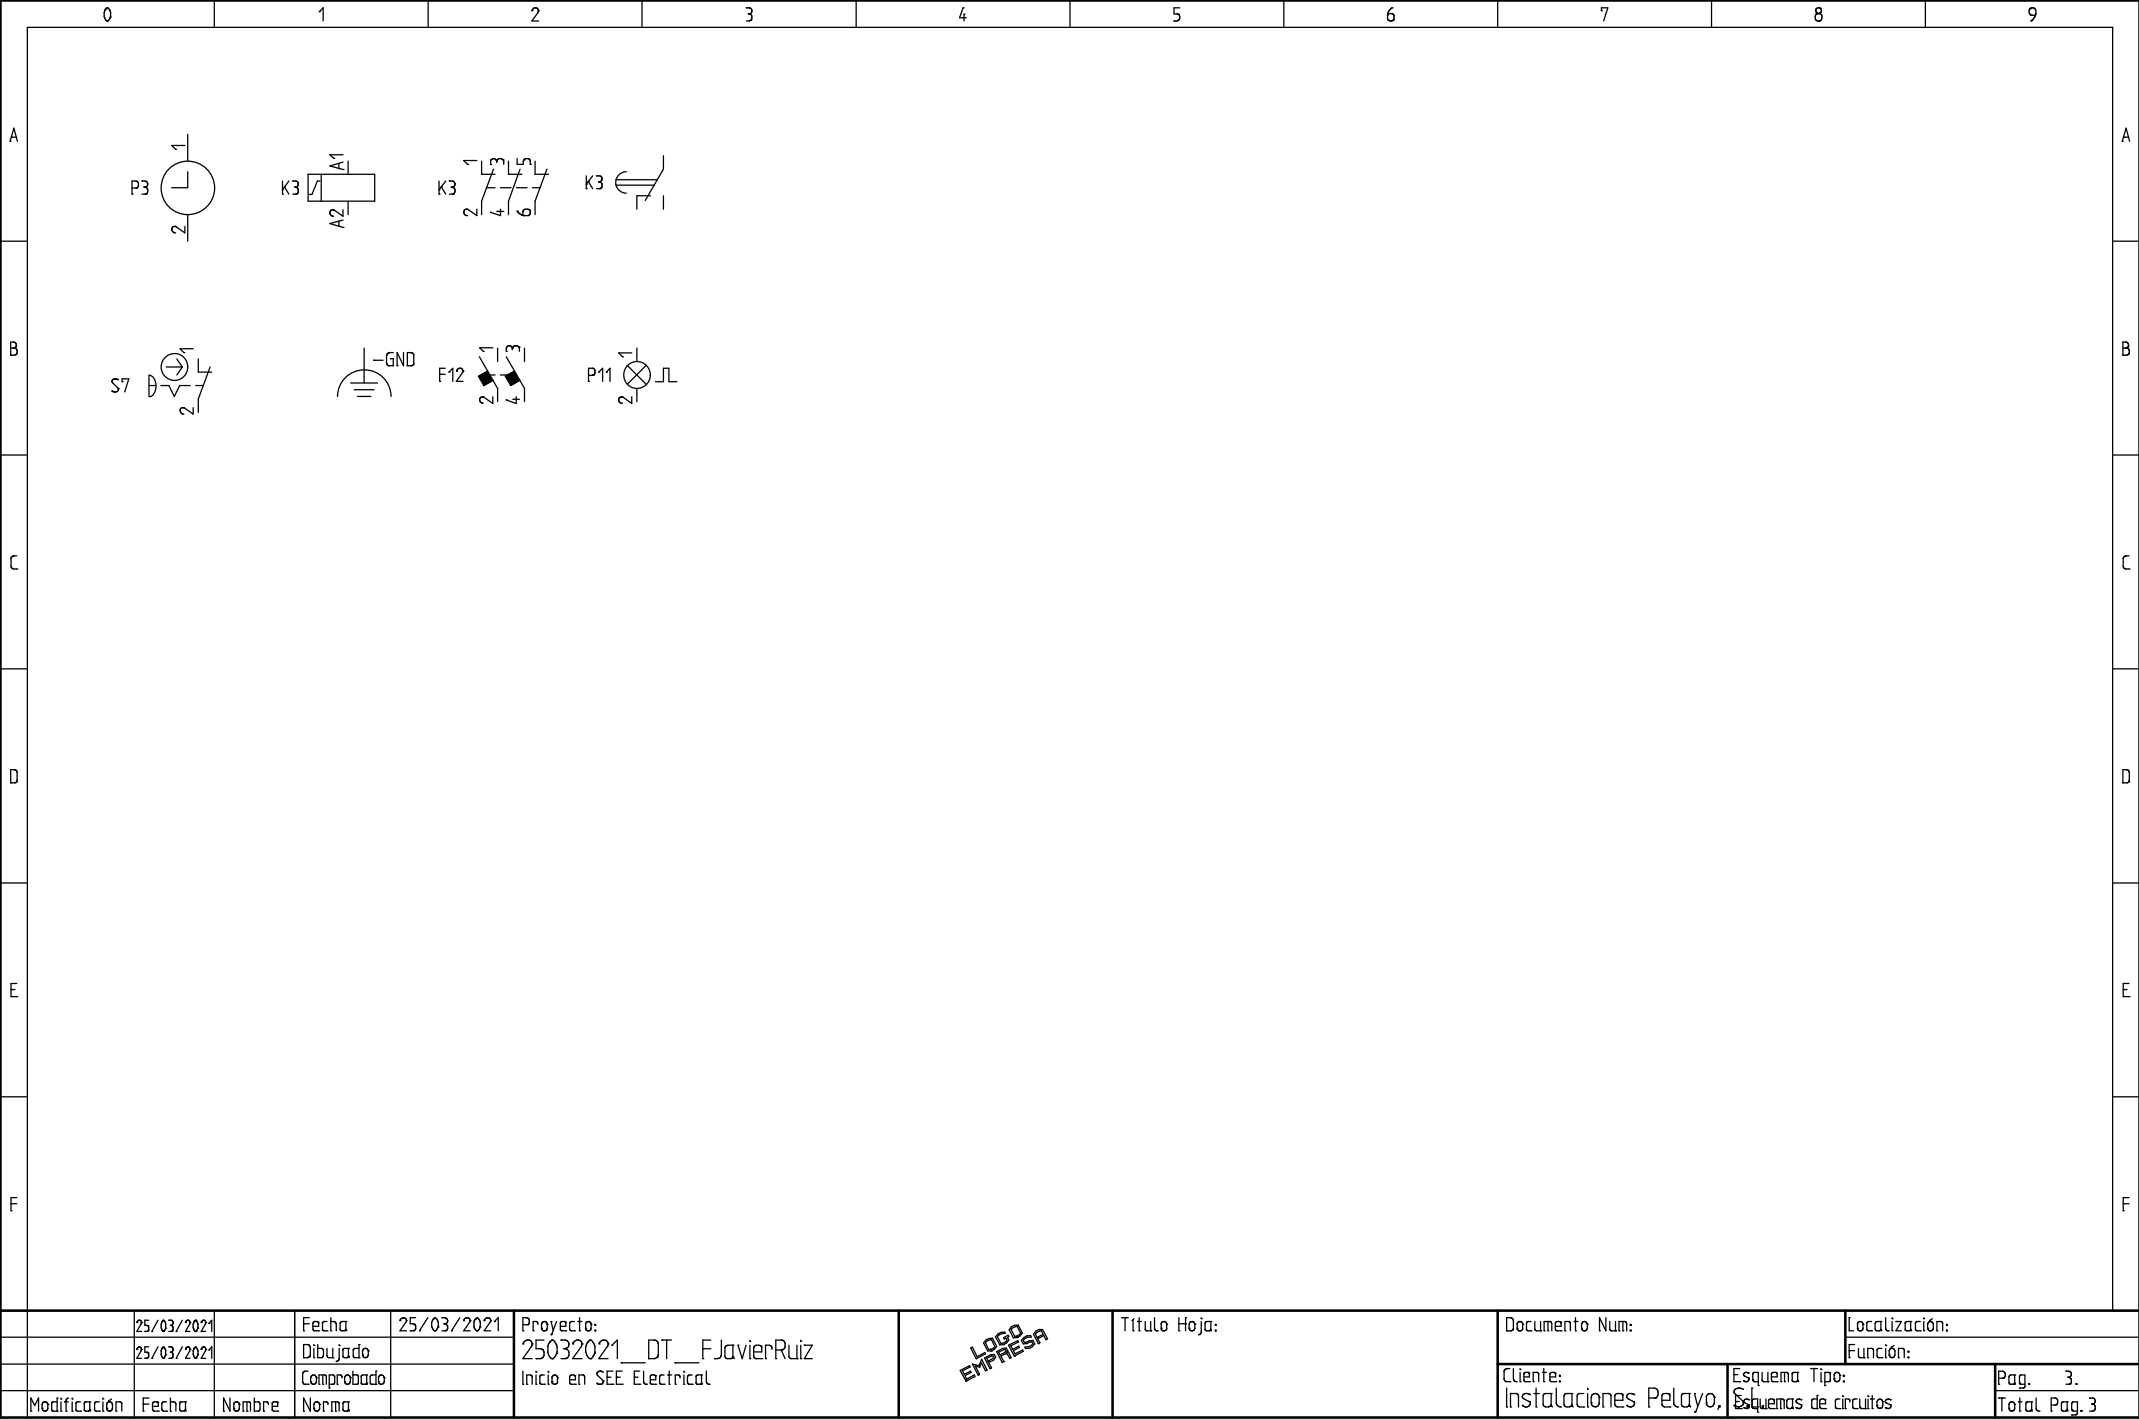 0 1 2 3 4 5 6 7 8 9
A A
P3 1 2
K3 A1 A2
K3 1 3 5 2 4 6
K3
B B
S7 1 2
-GND
F12 1 3 2 4
P11 1 2
C C
D D
E E
F F
25/03/2021 Fecha 25/03/2021
25/03/2021 Dibujado
Comprobado
Modificación Fecha Nombre Norma
Proyecto:
25032021__DT__FJavierRuiz
Inicio en SEE Electrical
LOGO
EMPRESA
Título Hoja:
Documento Num:
Localización:
Función:
Cliente:
Instalaciones Pelayo, S.L.
Esquema Tipo:
Esquemas de circuitos
Pag. 3.
Total Pag. 3